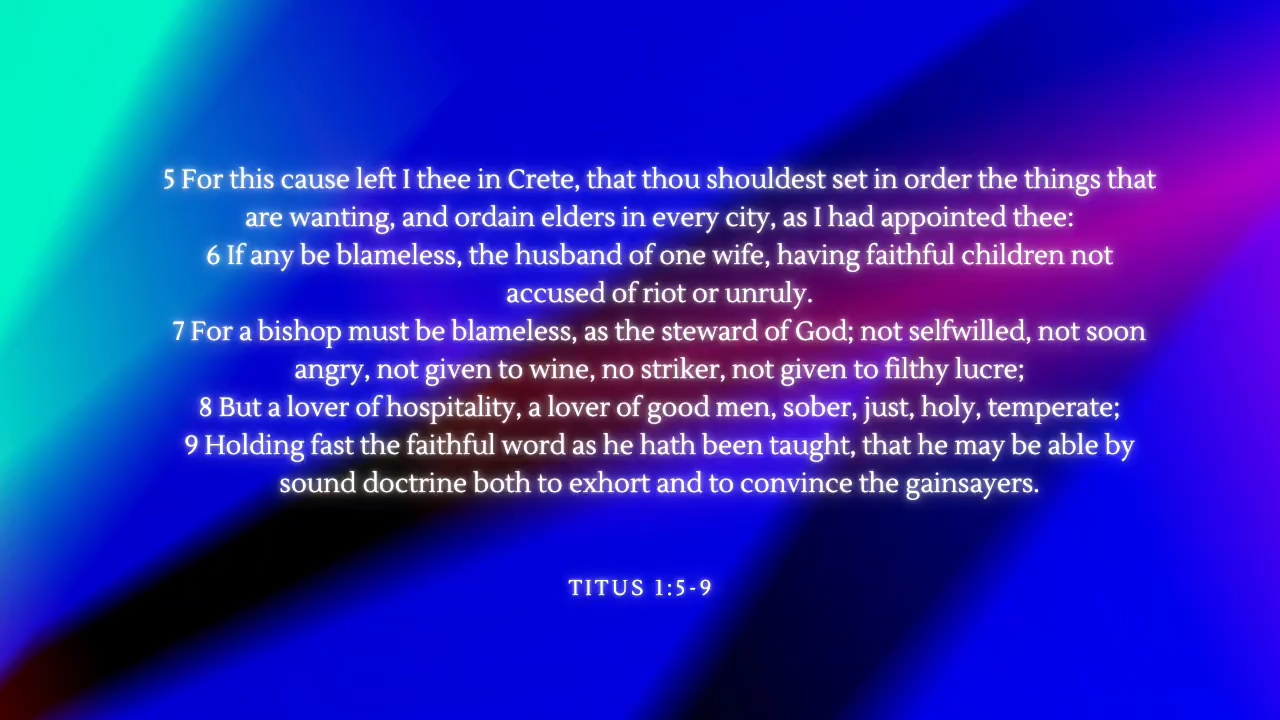 5 For this cause left I thee in Crete, that thou shouldest set in order the things that
are wanting, and ordain elders in every city, as I had appointed thee:
6 If any be blameless, the husband of one wife, having faithful children not
accused of riot or unruly.
7 For a bishop must be blameless, as the steward of God; not selfwilled, not soon
angry, not given to wine, no striker, not given to filthy lucre;
8 But a lover of hospitality, a lover of good men, sober, just, holy, temperate;
9 Holding fast the faithful word as he hath been taught, that he may be able by
sound doctrine both to exhort and to convince the gainsayers.
TITUS 1:5-9